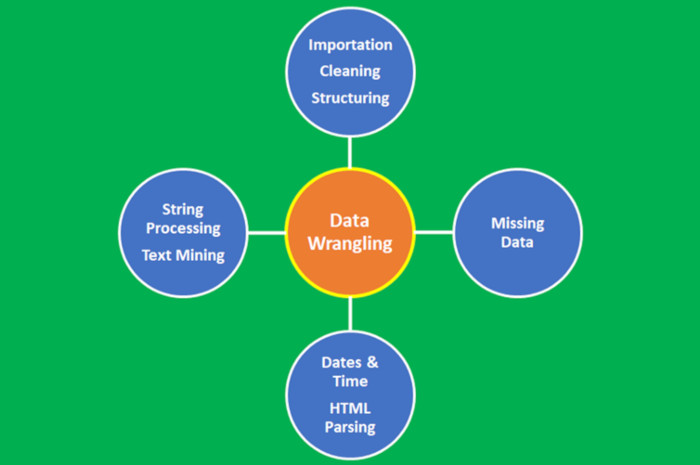 Importation
Cleaning
Structuring
String
Processing
Text Mining
Data
Wrangling
Missing
Data
Dates &
Time
HTML
Parsing